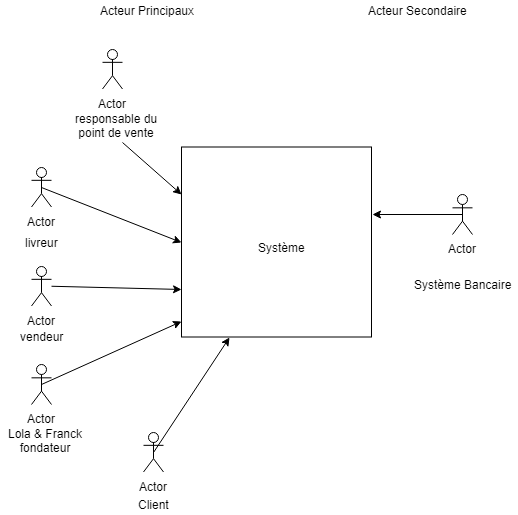 Acteur Principaux
Acteur Secondaire
Actor
responsable du
point de vente
Actor
livreur
Actor
vendeur
Actor
Lola & Franck
fondateur
Actor
Client
Système
Actor
Système Bancaire